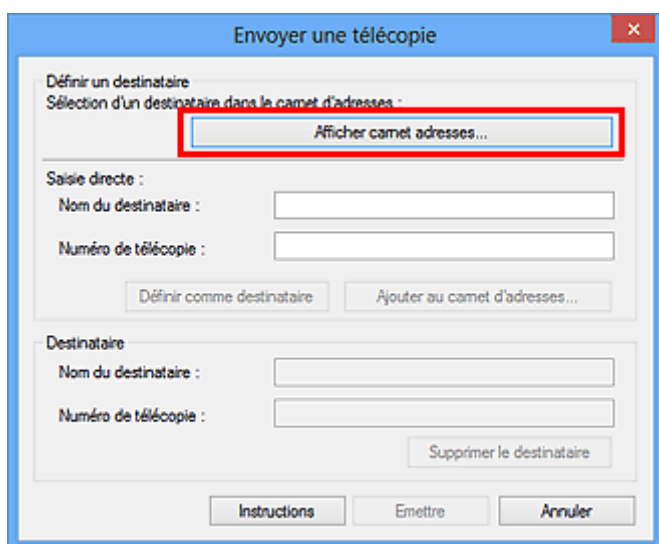 Envoyer une télécopie
Définir un destinataire
Sélection d'un destinataire dans le carnet d'adresses :
Afficher carnet adresses...
Saisie directe :
Nom du destinataire :
Numéro de télécopie :
Définir comme destinataire
Ajouter au carnet d'adresses...
Destinataire
Nom du destinataire :
Numéro de télécopie :
Supprimer le destinataire
Instructions
Emettre
Annuler